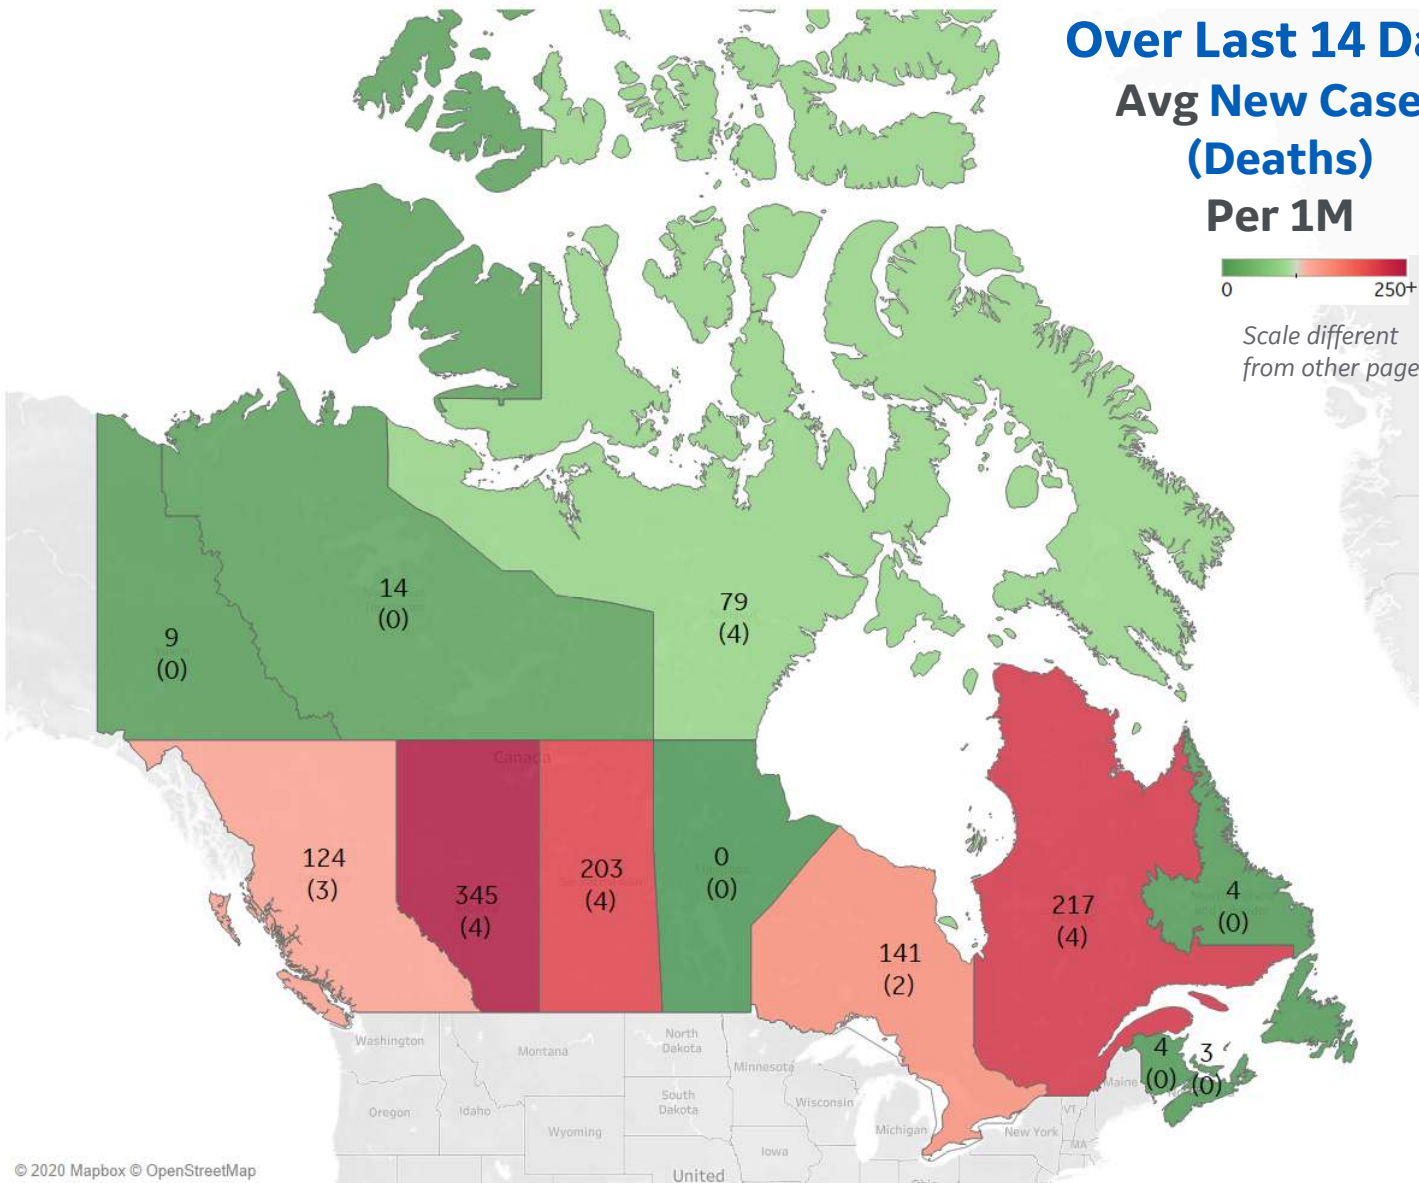 Over Last 14 Da
Avg New Case
(Deaths)
Per 1M
0
250+
Scale different
from other page
14
(0)
79
(4)
9
(0)
Canada
124
(3)
345
(4)
203
(4)
0
(0)
141
(2)
217
(4)
4
(0)
4
(0)
3
(0)
Washington
Montana
North
Dakota
Minnesota
Maine
Oregon
Idaho
South
Dakota
Wisconsin
Wyoming
Michigan
New York
VT
MA
Iowa
United
© 2020 Mapbox © OpenStreetMap